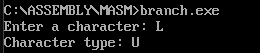 C:\ASSEMBLY\MASM>branch.exe
Enter a character: L
Character type: U